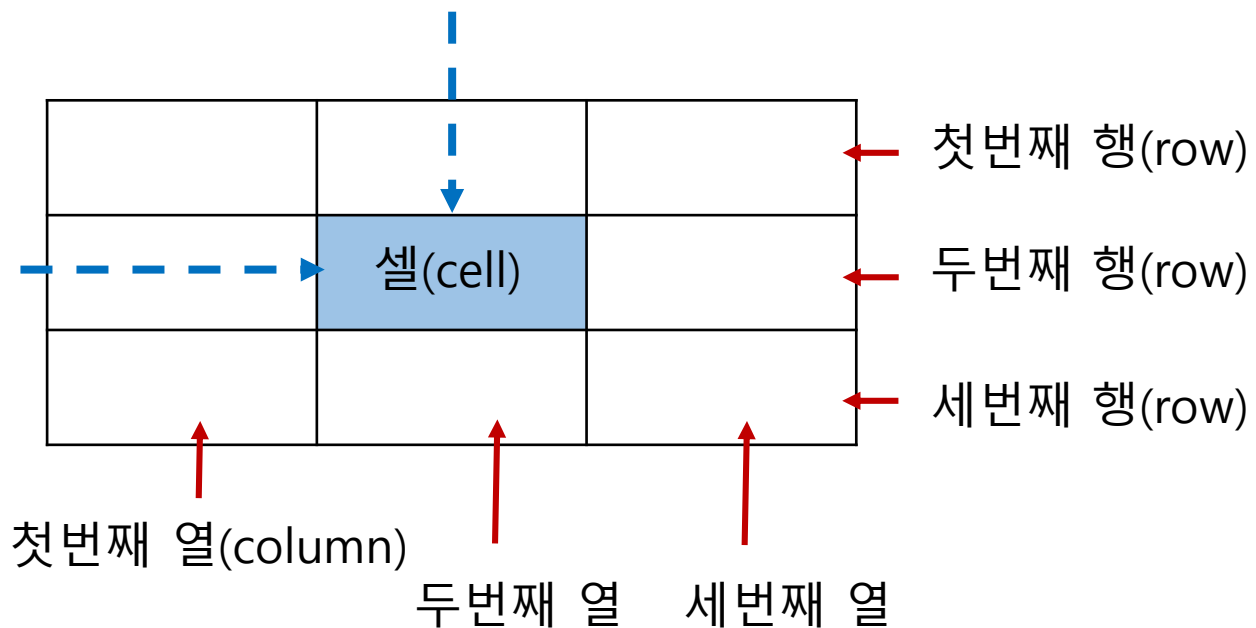 첫번째 행(row)
셀(cell)
두번째 행(row)
세번째 행(row)
첫번째 열(column)
두번째 열
세번째 열